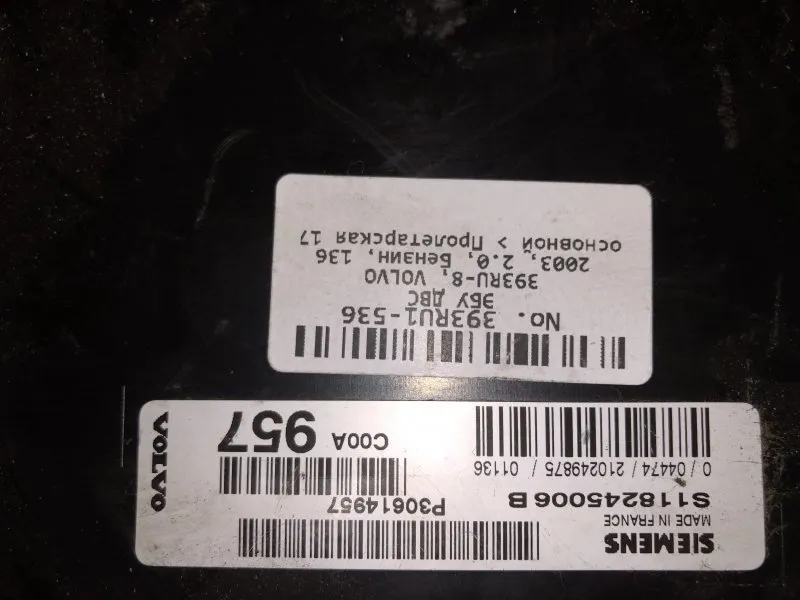 SIEMENS
MADE IN FRANCE
S118245006 B
0 / 04474 / 210249875 / 01136
P30614957
C00A 957
VOLVO
No. 393RU1-536
ЭБУ ДВС
393RU-8, VOLVO
2003, 2.0, Бензин, 136
основной > Пролетарская 17